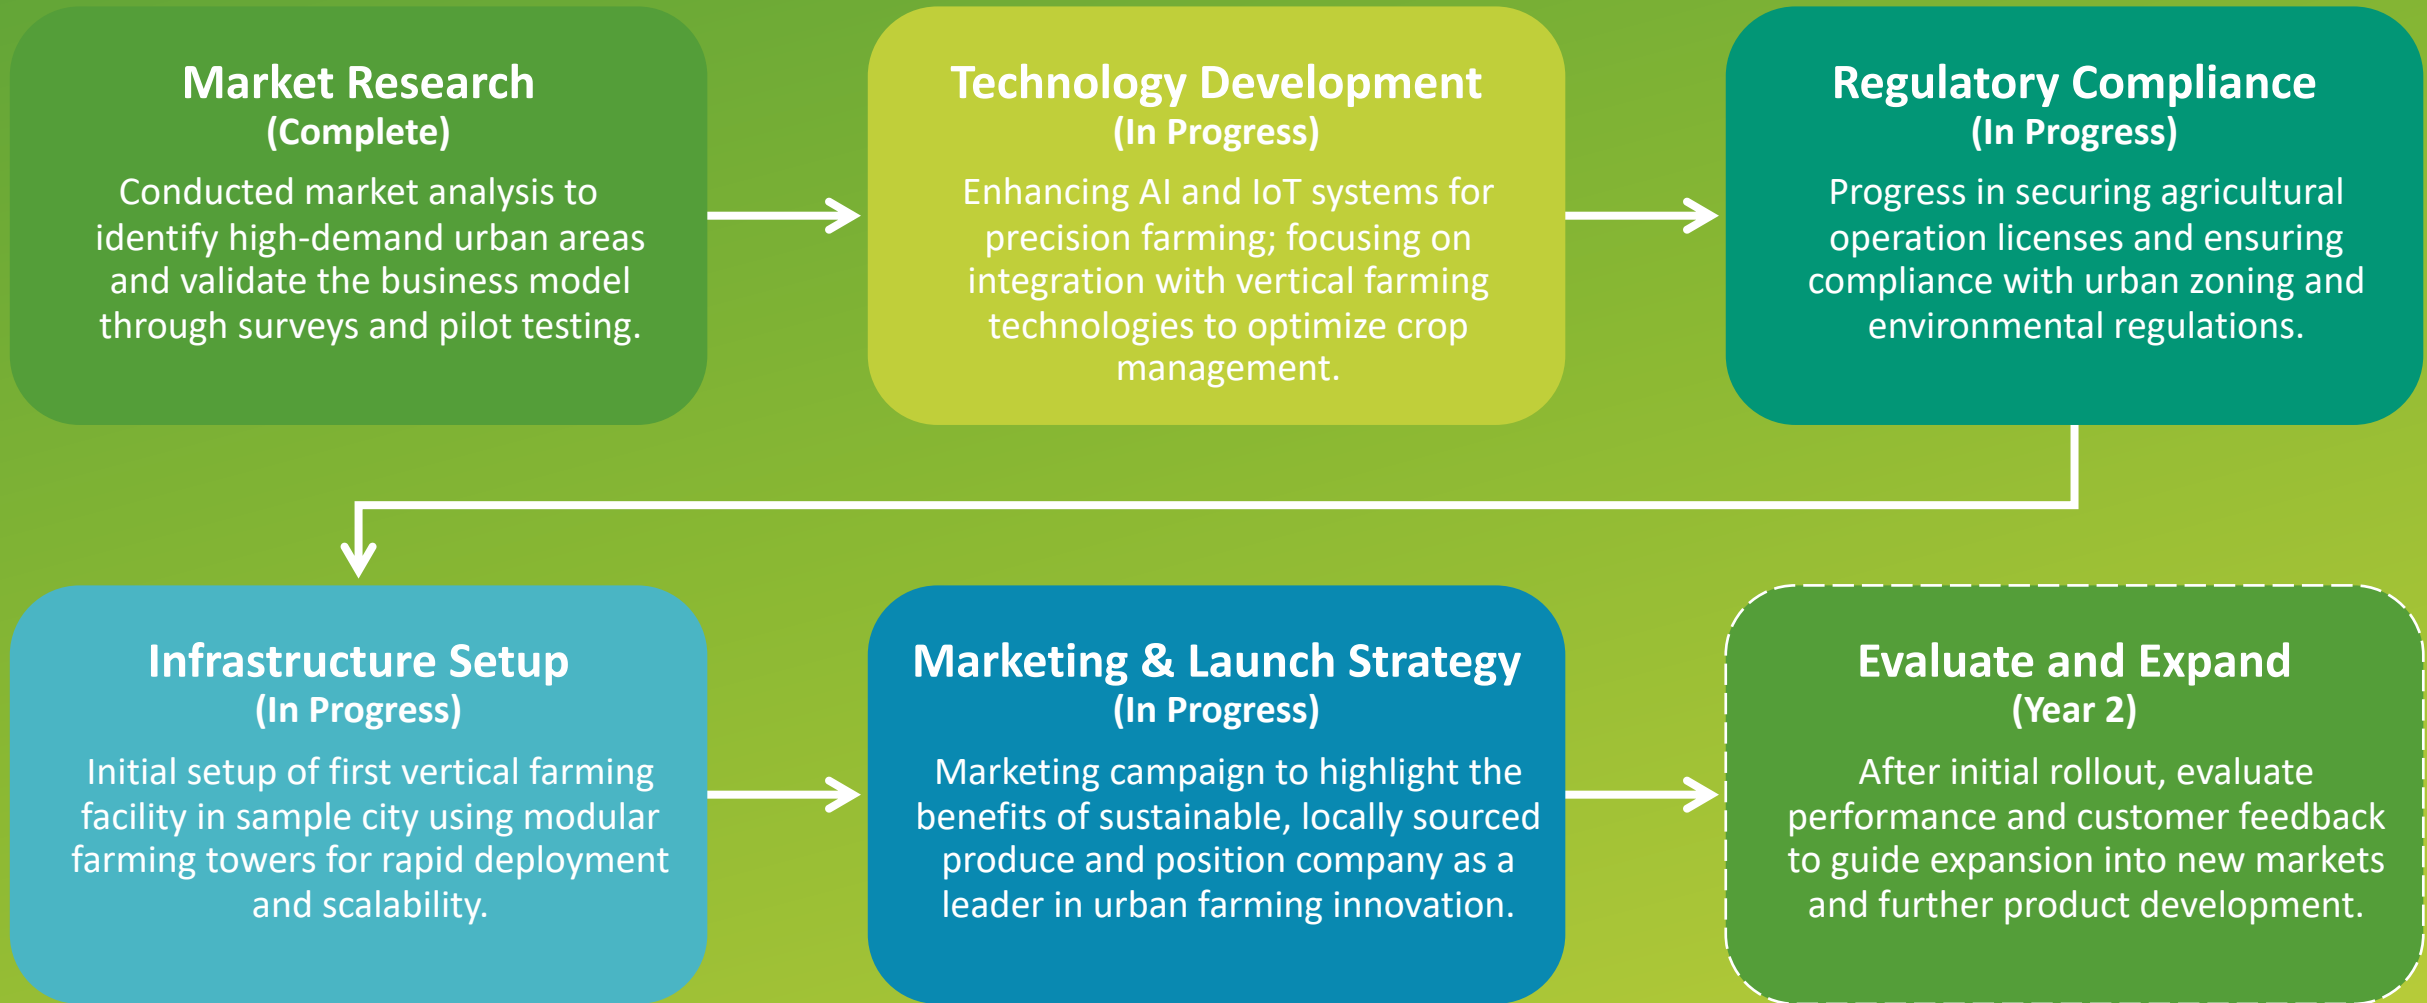 Market Research
(Complete)
Conducted market analysis to
identify high-demand urban areas
and validate the business model
through surveys and pilot testing.
Technology Development
(In Progress)
Enhancing AI and IoT systems for
precision farming; focusing on
integration with vertical farming
technologies to optimize crop
management.
Regulatory Compliance
(In Progress)
Progress in securing agricultural
operation licenses and ensuring
compliance with urban zoning and
environmental regulations.
Infrastructure Setup
(In Progress)
Initial setup of first vertical farming
facility in sample city using modular
farming towers for rapid deployment
and scalability.
Marketing & Launch Strategy
(In Progress)
Marketing campaign to highlight the
benefits of sustainable, locally sourced
produce and position company as a
leader in urban farming innovation.
Evaluate and Expand
(Year 2)
After initial rollout, evaluate
performance and customer feedback
to guide expansion into new markets
and further product development.